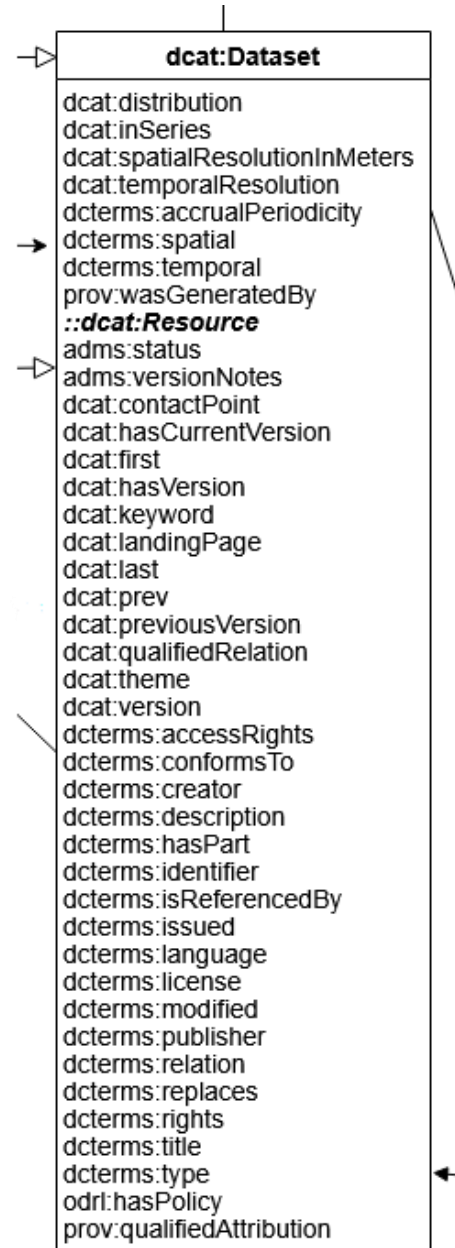 dcat:Dataset
dcat:distribution
dcat:inSeries
dcat:spatialResolutionInMeters
dcat:temporalResolution
dcterms:accrualPeriodicity
dcterms:spatial
dcterms:temporal
prov:wasGeneratedBy
::dcat:Resource
adms:status
adms:versionNotes
dcat:contactPoint
dcat:hasCurrentVersion
dcat:first
dcat:hasVersion
dcat:keyword
dcat:landingPage
dcat:last
dcat:prev
dcat:previousVersion
dcat:qualifiedRelation
dcat:theme
dcat:version
dcterms:accessRights
dcterms:conformsTo
dcterms:creator
dcterms:description
dcterms:hasPart
dcterms:identifier
dcterms:isReferencedBy
dcterms:issued
dcterms:language
dcterms:license
dcterms:modified
dcterms:publisher
dcterms:relation
dcterms:replaces
dcterms:rights
dcterms:title
dcterms:type
odrl:hasPolicy
prov:qualifiedAttribution